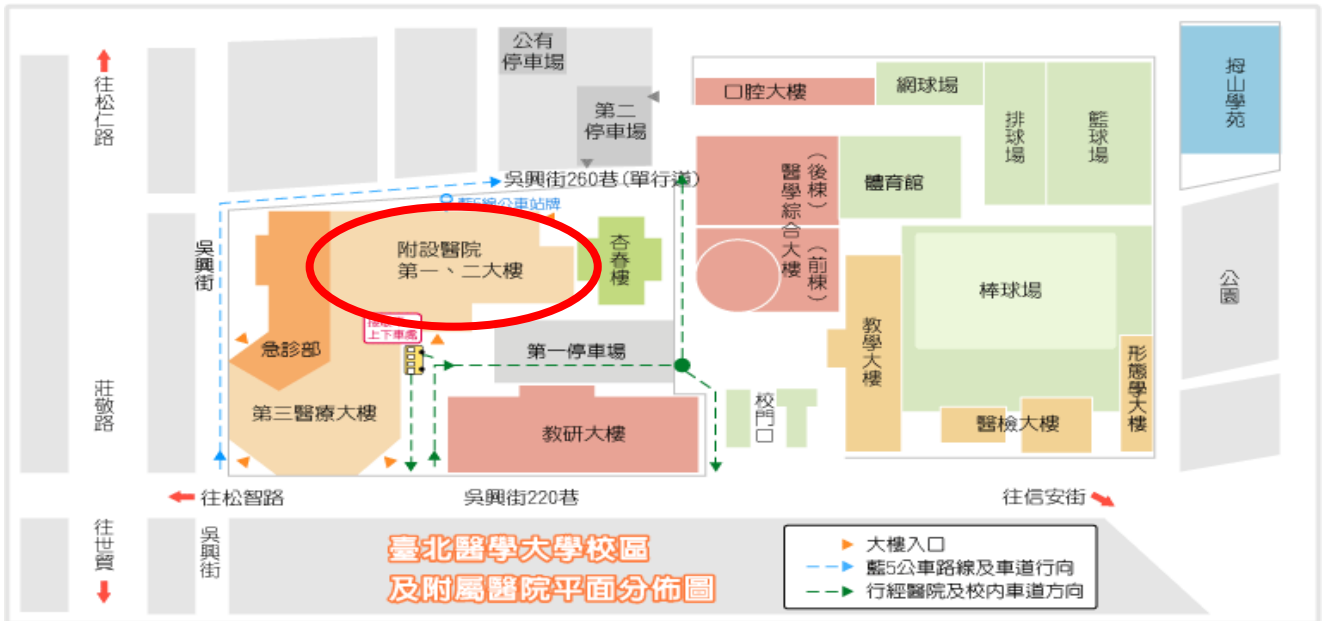 公有
停車場
往松仁路
第二
停車場
口腔大樓
網球場
排球場
籃球場
拇山學苑
吳興街260巷(單行道)
藍5線公車站牌
醫學綜合大樓
(後棟)
(前棟)
體育館
吳興街
附設醫院
第一、二大樓
杏春樓
棒球場
公園
上下車處
急診部
第一停車場
教學大樓
形態學大樓
莊敬路
第三醫療大樓
教研大樓
校門口
醫檢大樓
往松智路
吳興街220巷
往信安街
往世貿
吳興街
臺北醫學大學校區
及附屬醫院平面分佈圖
大樓入口
藍5公車路線及車道行向
行經醫院及校內車道方向